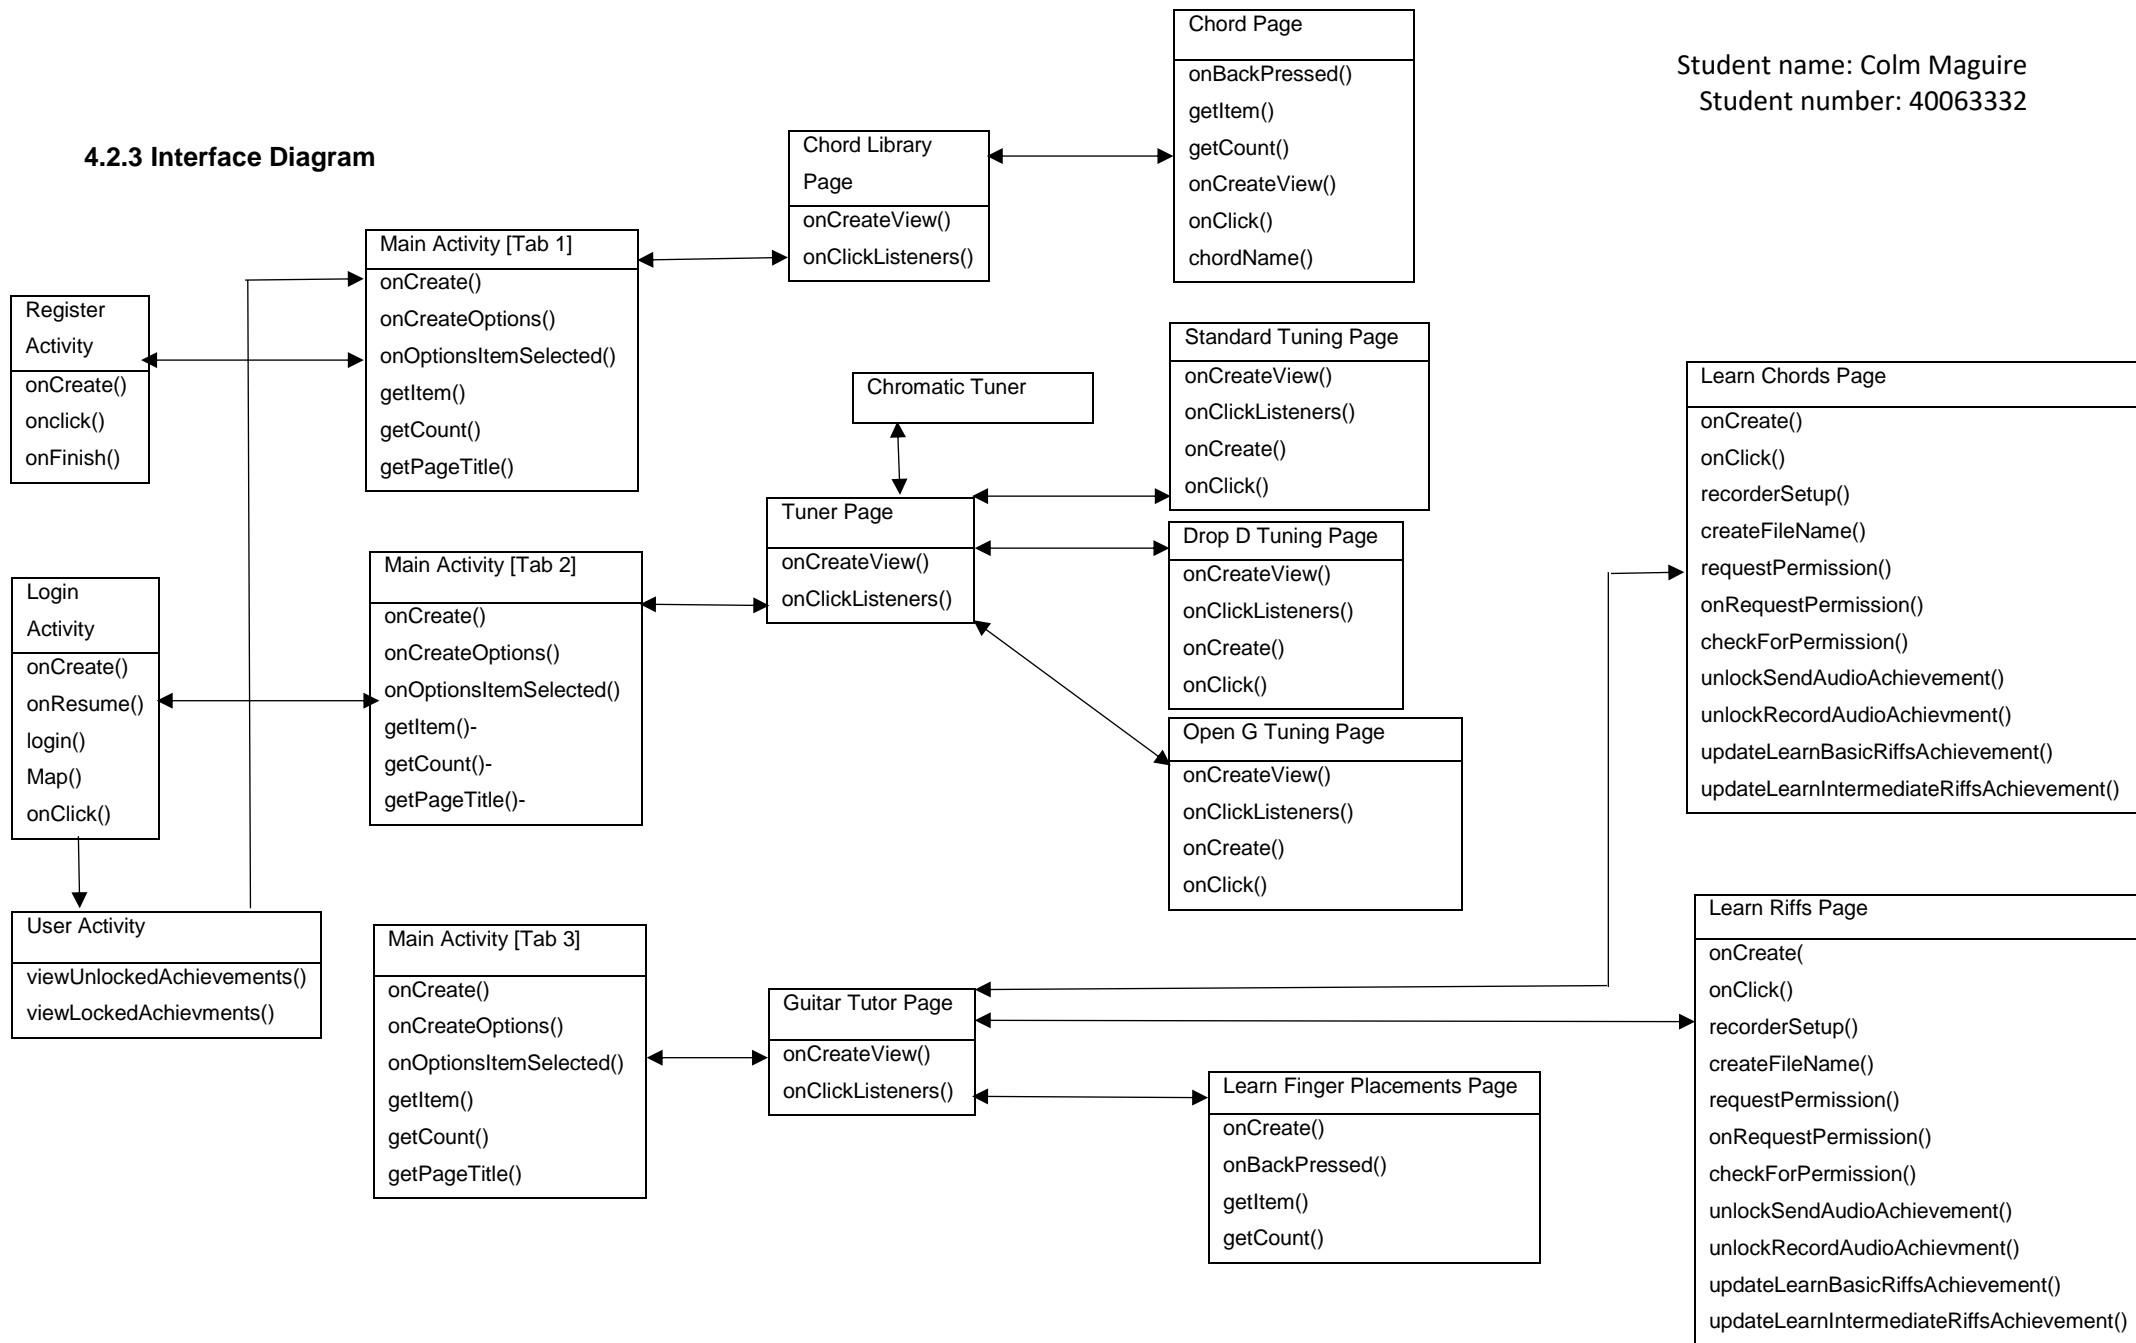 Student name: Colm Maguire
Student number: 40063332
4.2.3 Interface Diagram
Chord Page
onBackPressed()
getItem()
getCount()
onCreateView()
onClick()
chordName()
Chord Library
Page
onCreateView()
onClickListeners()
Main Activity [Tab 1]
onCreate()
onCreateOptions()
onOptionsItemSelected()
getItem()
getCount()
getPageTitle()
Register
Activity
onCreate()
onclick()
onFinish()
Standard Tuning Page
onCreateView()
onClickListeners()
onCreate()
onClick()
Chromatic Tuner
Learn Chords Page
onCreate()
onClick()
recorderSetup()
createFileName()
requestPermission()
onRequestPermission()
checkForPermission()
unlockSendAudioAchievement()
unlockRecordAudioAchievment()
updateLearnBasicRiffsAchievement()
updateLearnIntermediateRiffsAchievement()
Tuner Page
onCreateView()
onClickListeners()
Drop D Tuning Page
onCreateView()
onClickListeners()
onCreate()
onClick()
Main Activity [Tab 2]
onCreate()
onCreateOptions()
onOptionsItemSelected()
getItem()-
getCount()-
getPageTitle()-
Login
Activity
onCreate()
onResume()
login()
Map()
onClick()
Open G Tuning Page
onCreateView()
onClickListeners()
onCreate()
onClick()
User Activity
viewUnlockedAchievements()
viewLockedAchievments()
Main Activity [Tab 3]
onCreate()
onCreateOptions()
onOptionsItemSelected()
getItem()
getCount()
getPageTitle()
Guitar Tutor Page
onCreateView()
onClickListeners()
Learn Finger Placements Page
onCreate()
onBackPressed()
getItem()
getCount()
Learn Riffs Page
onCreate(
onClick()
recorderSetup()
createFileName()
requestPermission()
onRequestPermission()
checkForPermission()
unlockSendAudioAchievement()
unlockRecordAudioAchievment()
updateLearnBasicRiffsAchievement()
updateLearnIntermediateRiffsAchievement()